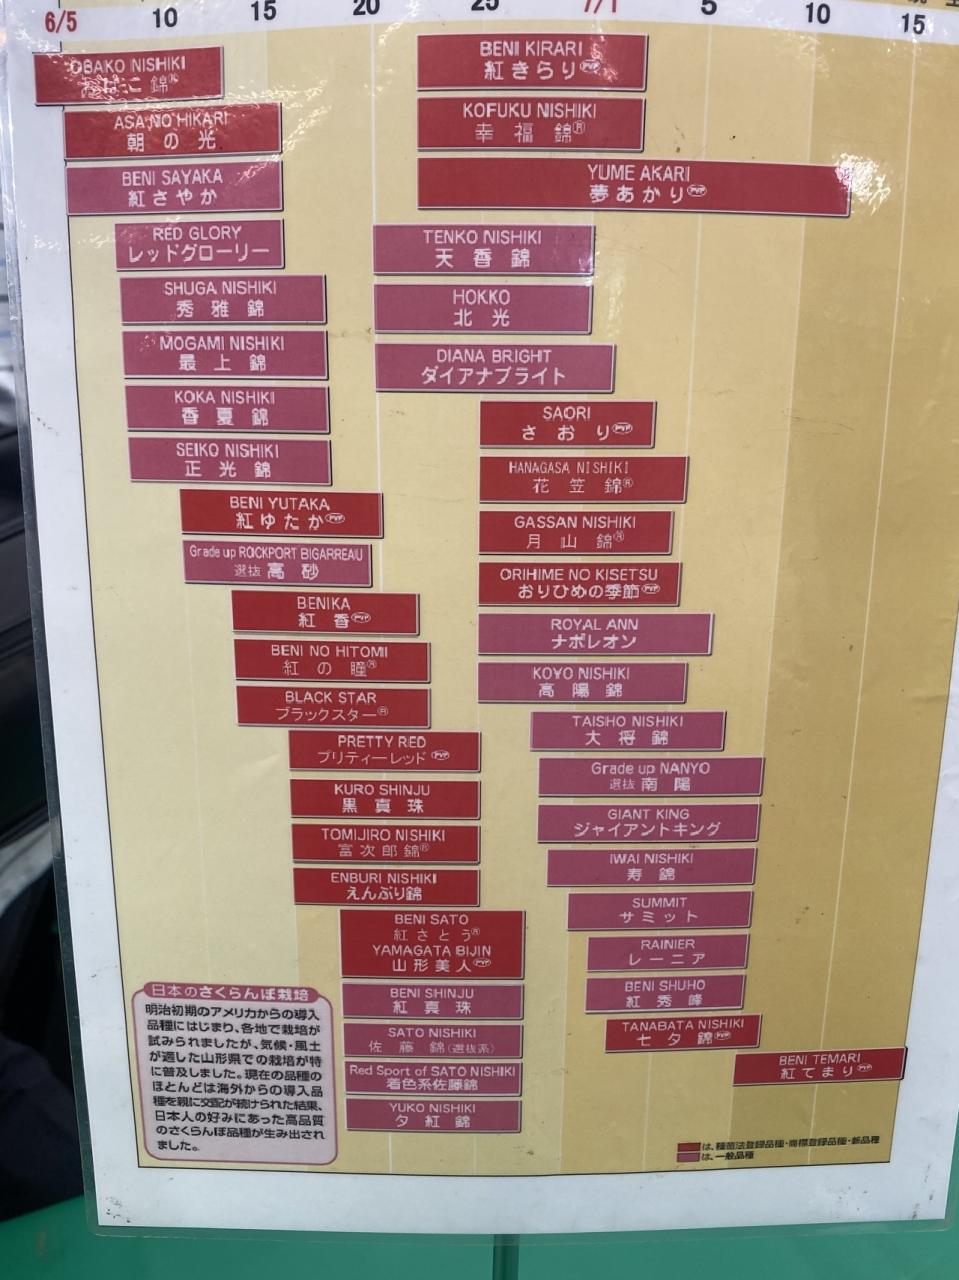 6/5 10 15 20 25 7/1 5 10 15
OBAKO NISHIKI
おばこ錦®
ASA NO HIKARI
朝の光
BENI SAYAKA
紅さやか
RED GLORY
レッドグローリー
SHUGA NISHIKI
秀雅錦
MOGAMI NISHIKI
最上錦
KOKA NISHIKI
香夏錦
SEIKO NISHIKI
正光錦
BENI YUTAKA
紅ゆたか PVP
Grade up ROCKPORT BIGARREAU
選抜 高砂
BENIKA
紅香 PVP
BENI NO HITOMI
紅の瞳®
BLACK STAR
ブラックスター®
PRETTY RED
プリティーレッド PVP
KURO SHINJU
黒真珠
TOMIJIRO NISHIKI
富次郎錦®
ENBURI NISHIKI
えんぶり錦
BENI SATO
紅さとう®
YAMAGATA BIJIN
山形美人 PVP
BENI SHINJU
紅真珠
SATO NISHIKI
佐藤錦(選抜系)
Red Sport of SATO NISHIKI
着色系佐藤錦
YUKO NISHIKI
夕紅錦
BENI KIRARI
紅きらり PVP
KOFUKU NISHIKI
幸福錦®
YUME AKARI
夢あかり PVP
TENKO NISHIKI
天香錦
HOKKO
北光
DIANA BRIGHT
ダイアナブライト
SAORI
さおり PVP
HANAGASA NISHIKI
花笠錦®
GASSAN NISHIKI
月山錦®
ORIHIME NO KISETSU
おりひめの季節 PVP
ROYAL ANN
ナポレオン
KOYO NISHIKI
高陽錦
TAISHO NISHIKI
大将錦
Grade up NANYO
選抜 南陽
GIANT KING
ジャイアントキング
IWAI NISHIKI
寿錦
SUMMIT
サミット
RAINIER
レーニア
BENI SHUHO
紅秀峰
TANABATA NISHIKI
七夕錦 PVP
BENI TEMARI
紅てまり PVP
日本のさくらんぼ栽培
明治初期のアメリカからの導入
品種にはじまり、各地で栽培が
試みられましたが、気候・風土
が適した山形県での栽培が特
に普及しました。現在の品種の
ほとんどは海外からの導入品
種を親に交配が続けられた結果、
日本人の好みにあった高品質
のさくらんぼ品種が生み出され
ました。
は、種苗法登録品種・商標登録品種・新品種
は、一般品種